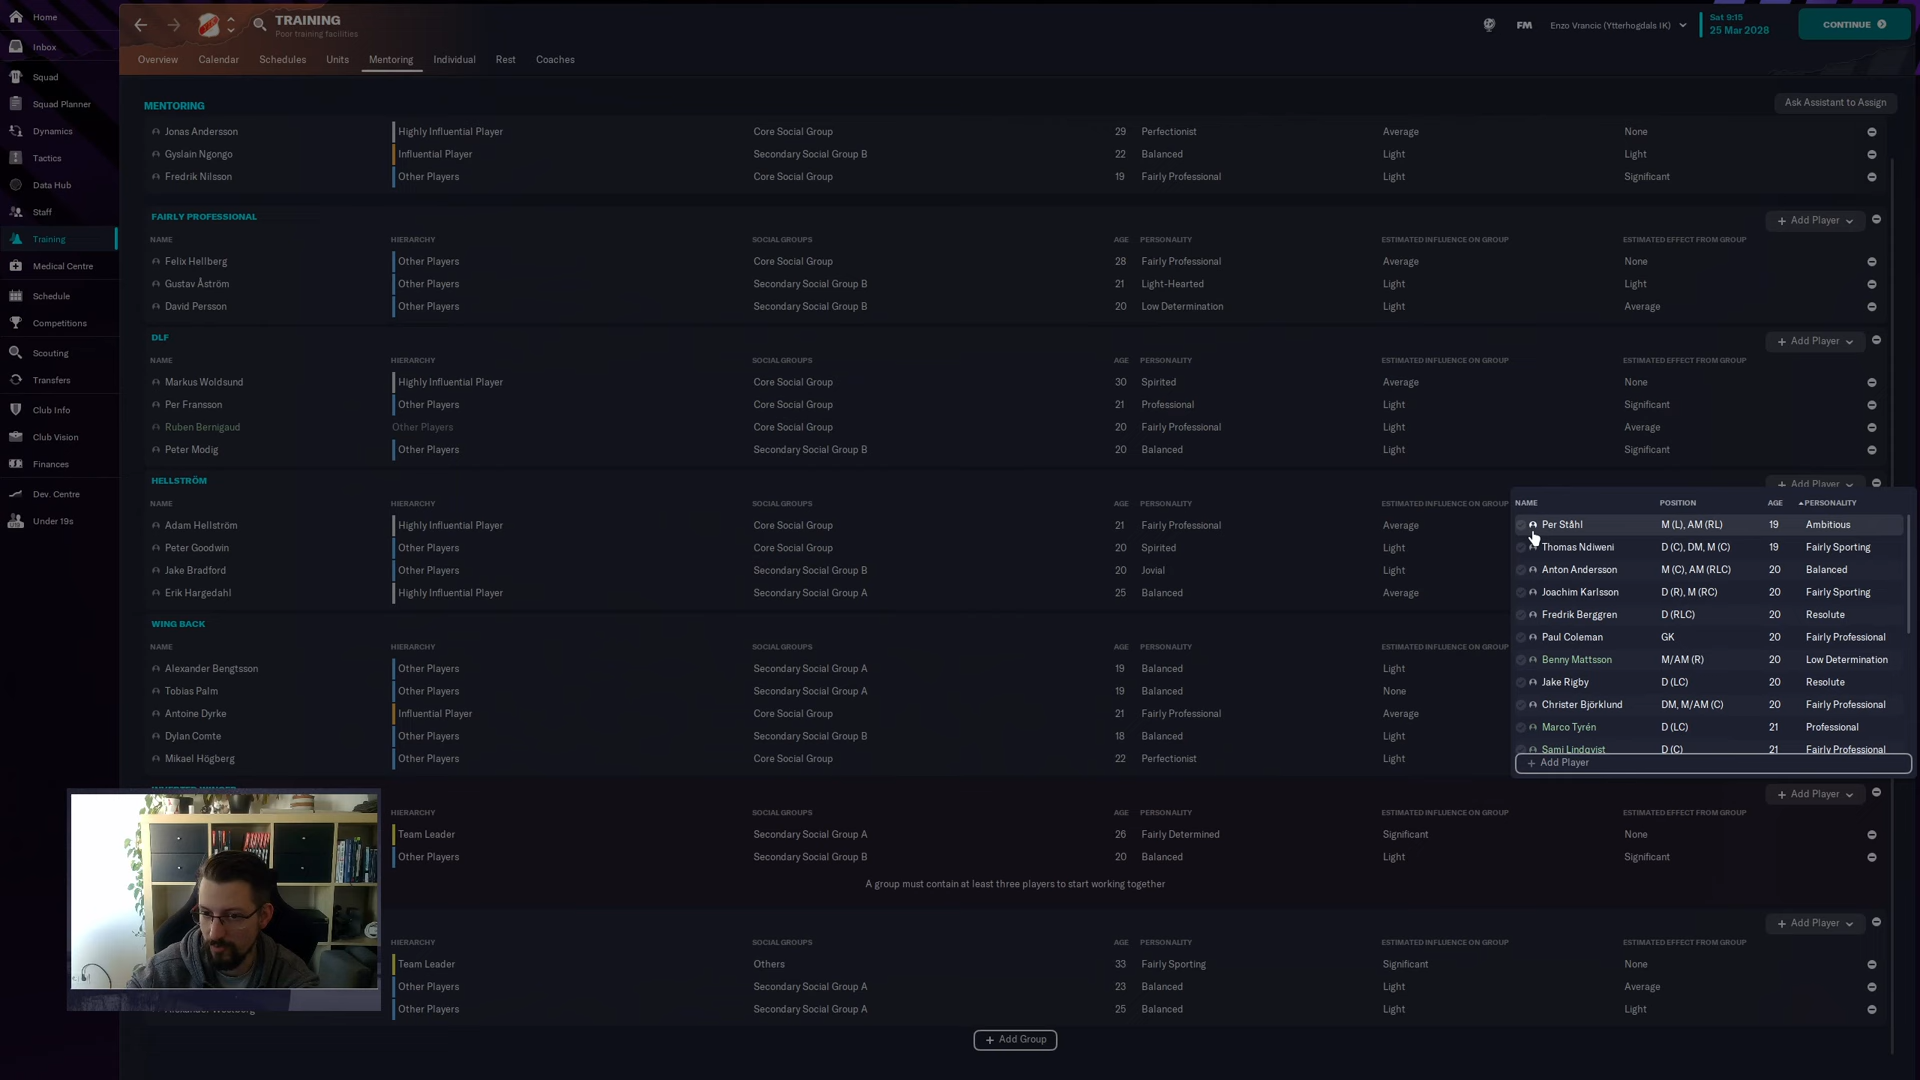 Home
Inbox
Squad
Squad Planner
Dynamics
Tactics
Data Hub
Staff
Training
Medical Centre
Schedule
Competitions
Scouting
Transfers
Club Info
Club Vision
Finances
Dev. Centre
Under 19s
TRAINING
Poor training facilities
FM
Enzo Vrancic (Ytterhogdals IK)
Sat 9:15
25 Mar 2028
CONTINUE
Overview Calendar Schedules Units Mentoring Individual Rest Coaches
MENTORING
Ask Assistant to Assign
Jonas Andersson Highly Influential Player Core Social Group 29 Perfectionist Average None
Gyslain Ngongo Influential Player Secondary Social Group B 22 Balanced Light Light
Fredrik Nilsson Other Players Core Social Group 19 Fairly Professional Light Significant
FAIRLY PROFESSIONAL
+ Add Player
NAME HIERARCHY SOCIAL GROUPS AGE PERSONALITY ESTIMATED INFLUENCE ON GROUP ESTIMATED EFFECT FROM GROUP
Felix Hellberg Other Players Core Social Group 28 Fairly Professional Average None
Gustav Åström Other Players Secondary Social Group B 21 Light-Hearted Light Light
David Persson Other Players Secondary Social Group B 20 Low Determination Light Average
DLF
+ Add Player
NAME HIERARCHY SOCIAL GROUPS AGE PERSONALITY ESTIMATED INFLUENCE ON GROUP ESTIMATED EFFECT FROM GROUP
Markus Woldsund Highly Influential Player Core Social Group 30 Spirited Average None
Per Fransson Other Players Core Social Group 21 Professional Light Significant
Ruben Bernigaud Other Players Core Social Group 20 Fairly Professional Light Average
Peter Modig Other Players Secondary Social Group B 20 Balanced Light Significant
HELLSTRÖM
+ Add Player
NAME HIERARCHY SOCIAL GROUPS AGE PERSONALITY ESTIMATED INFLUENCE ON GROUP
Adam Hellström Highly Influential Player Core Social Group 21 Fairly Professional Average
Peter Goodwin Other Players Core Social Group 20 Spirited Light
Jake Bradford Other Players Secondary Social Group B 20 Jovial Light
Erik Hargedahl Highly Influential Player Secondary Social Group A 25 Balanced Average
WING BACK
NAME HIERARCHY SOCIAL GROUPS AGE PERSONALITY ESTIMATED INFLUENCE ON GROUP
Alexander Bengtsson Other Players Secondary Social Group A 19 Balanced Light
Tobias Palm Other Players Secondary Social Group A 19 Balanced None
Antoine Dyrke Influential Player Core Social Group 21 Fairly Professional Average
Dylan Comte Other Players Secondary Social Group B 18 Balanced Light
Mikael Högberg Other Players Core Social Group 22 Perfectionist Light
NAME POSITION AGE PERSONALITY
Per Ståhl M (L), AM (RL) 19 Ambitious
Thomas Ndiweni D (C), DM, M (C) 19 Fairly Sporting
Anton Andersson M (C), AM (RLC) 20 Balanced
Joachim Karlsson D (R), M (RC) 20 Fairly Sporting
Fredrik Berggren D (RLC) 20 Resolute
Paul Coleman GK 20 Fairly Professional
Benny Mattsson M/AM (R) 20 Low Determination
Jake Rigby D (LC) 20 Resolute
Christer Björklund DM, M/AM (C) 20 Fairly Professional
Marco Tyrén D (LC) 21 Professional
Sami Lindqvist D (C) 21 Fairly Professional
+ Add Player
+ Add Player
HIERARCHY SOCIAL GROUPS AGE PERSONALITY ESTIMATED INFLUENCE ON GROUP ESTIMATED EFFECT FROM GROUP
Team Leader Secondary Social Group A 26 Fairly Determined Significant None
Other Players Secondary Social Group B 20 Balanced Light Significant
A group must contain at least three players to start working together
+ Add Player
HIERARCHY SOCIAL GROUPS AGE PERSONALITY ESTIMATED INFLUENCE ON GROUP ESTIMATED EFFECT FROM GROUP
Team Leader Others 33 Fairly Sporting Significant None
Other Players Secondary Social Group A 23 Balanced Light Average
Other Players Secondary Social Group A 25 Balanced Light Light
+ Add Group